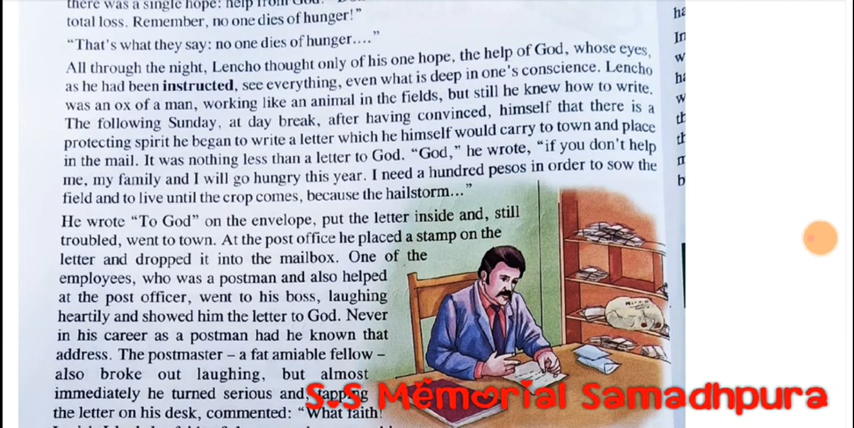 there was a single hope: help from God.
total loss. Remember, no one dies of hunger!”
“That’s what they say: no one dies of hunger....”
All through the night, Lencho thought only of his one hope, the help of God, whose eyes,
as he had been instructed, see everything, even what is deep in one’s conscience. Lencho
was an ox of a man, working like an animal in the fields, but still he knew how to write.
The following Sunday, at day break, after having convinced, himself that there is a
protecting spirit he began to write a letter which he himself would carry to town and place
in the mail. It was nothing less than a letter to God. “God,” he wrote, “if you don’t help
me, my family and I will go hungry this year. I need a hundred pesos in order to sow the
field and to live until the crop comes, because the hailstorm...”
He wrote “To God” on the envelope, put the letter inside and, still
troubled, went to town. At the post office he placed a stamp on the
letter and dropped it into the mailbox. One of the
employees, who was a postman and also helped
at the post officer, went to his boss, laughing
heartily and showed him the letter to God. Never
in his career as a postman had he known that
address. The postmaster – a fat amiable fellow –
also broke out laughing, but almost
immediately he turned serious and, tapping
the letter on his desk, commented: “What faith!
S.S Memorial Samadhpura